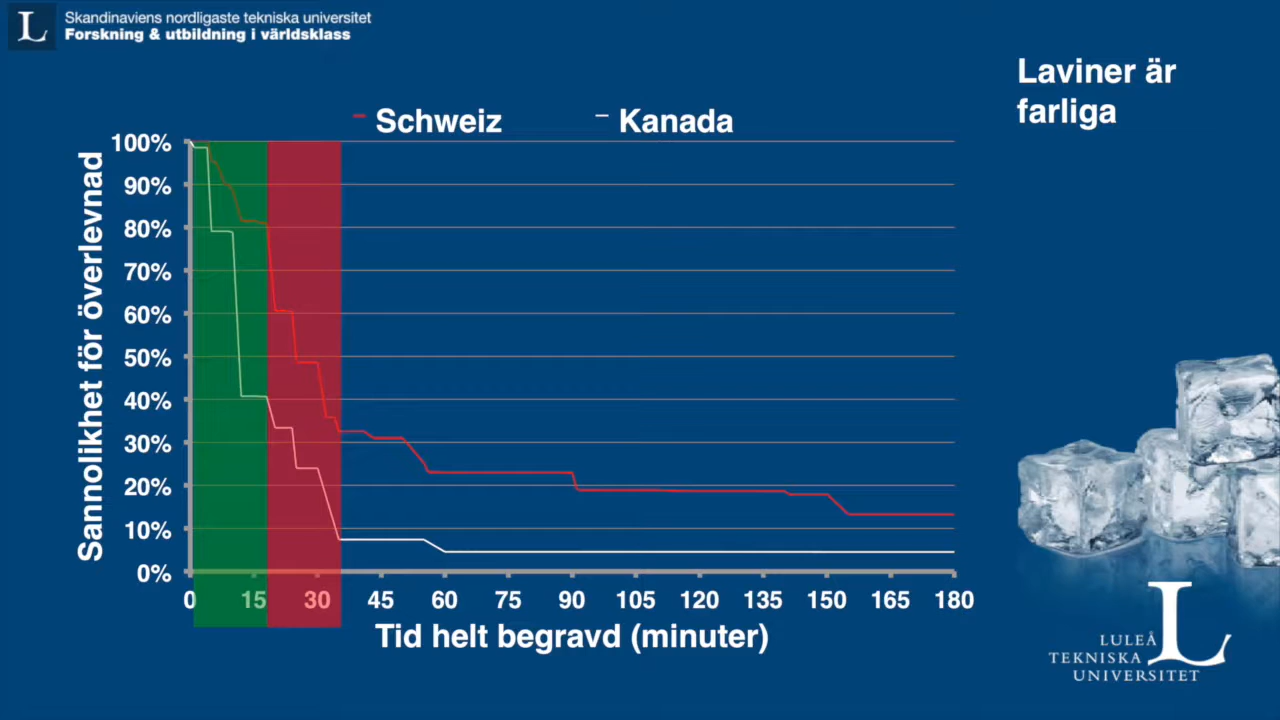 Skandinaviens nordligaste tekniska universitet
Forskning & utbildning i världsklass
Laviner är
farliga
Schweiz
Kanada
100%
90%
80%
70%
60%
50%
40%
30%
20%
10%
0%
Sannolikhet för överlevnad
0 15 30 45 60 75 90 105 120 135 150 165 180
Tid helt begravd (minuter)
L
LULEÅ
TEKNISKA
UNIVERSITET